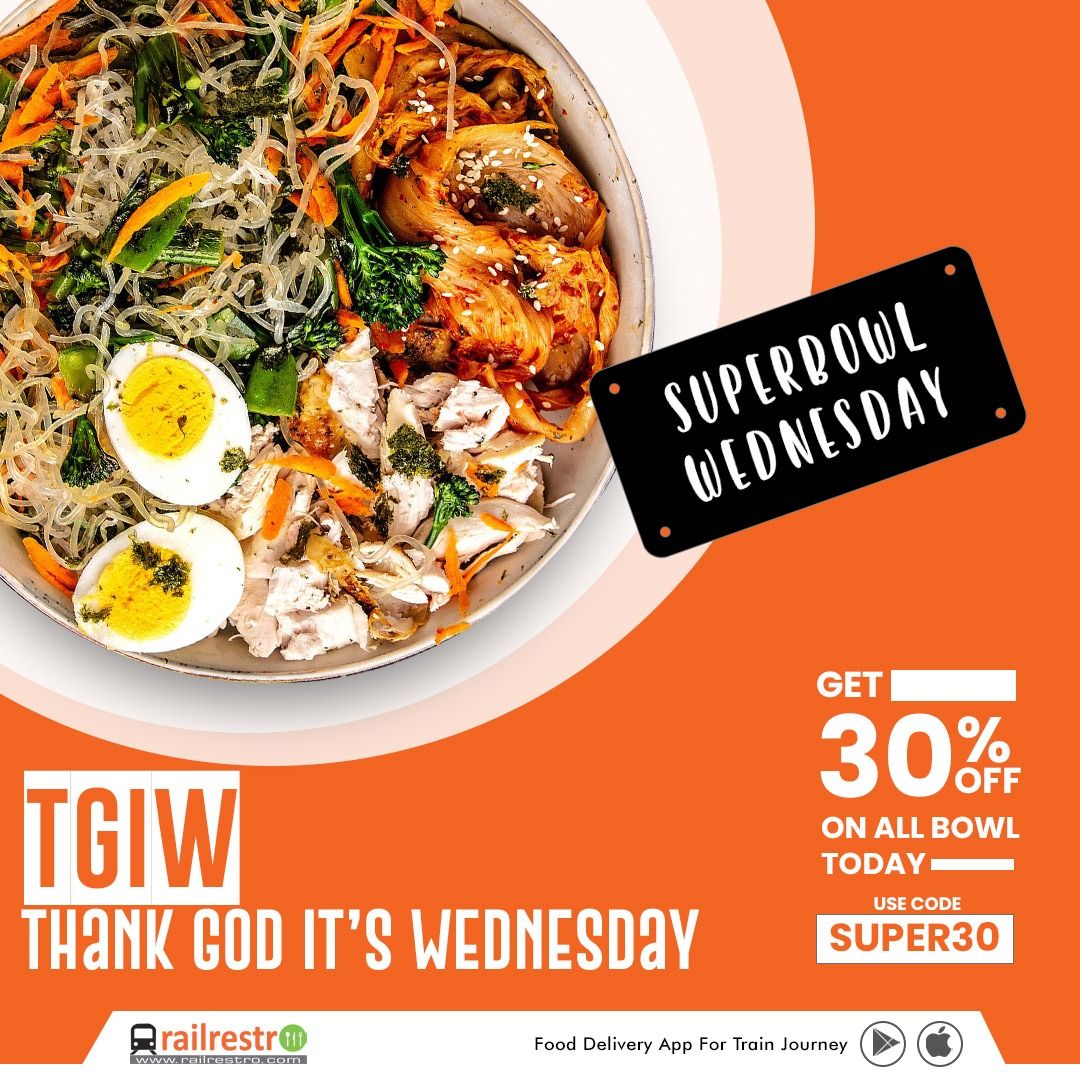 SUPERBOWL
WEDNESDAY
GET
30%
OFF
ON ALL BOWL
TODAY
USE CODE
SUPER30
TGIW
THANK GOD IT'S WEDNESDAY
railrestro
www.railrestro.com
Food Delivery App For Train Journey